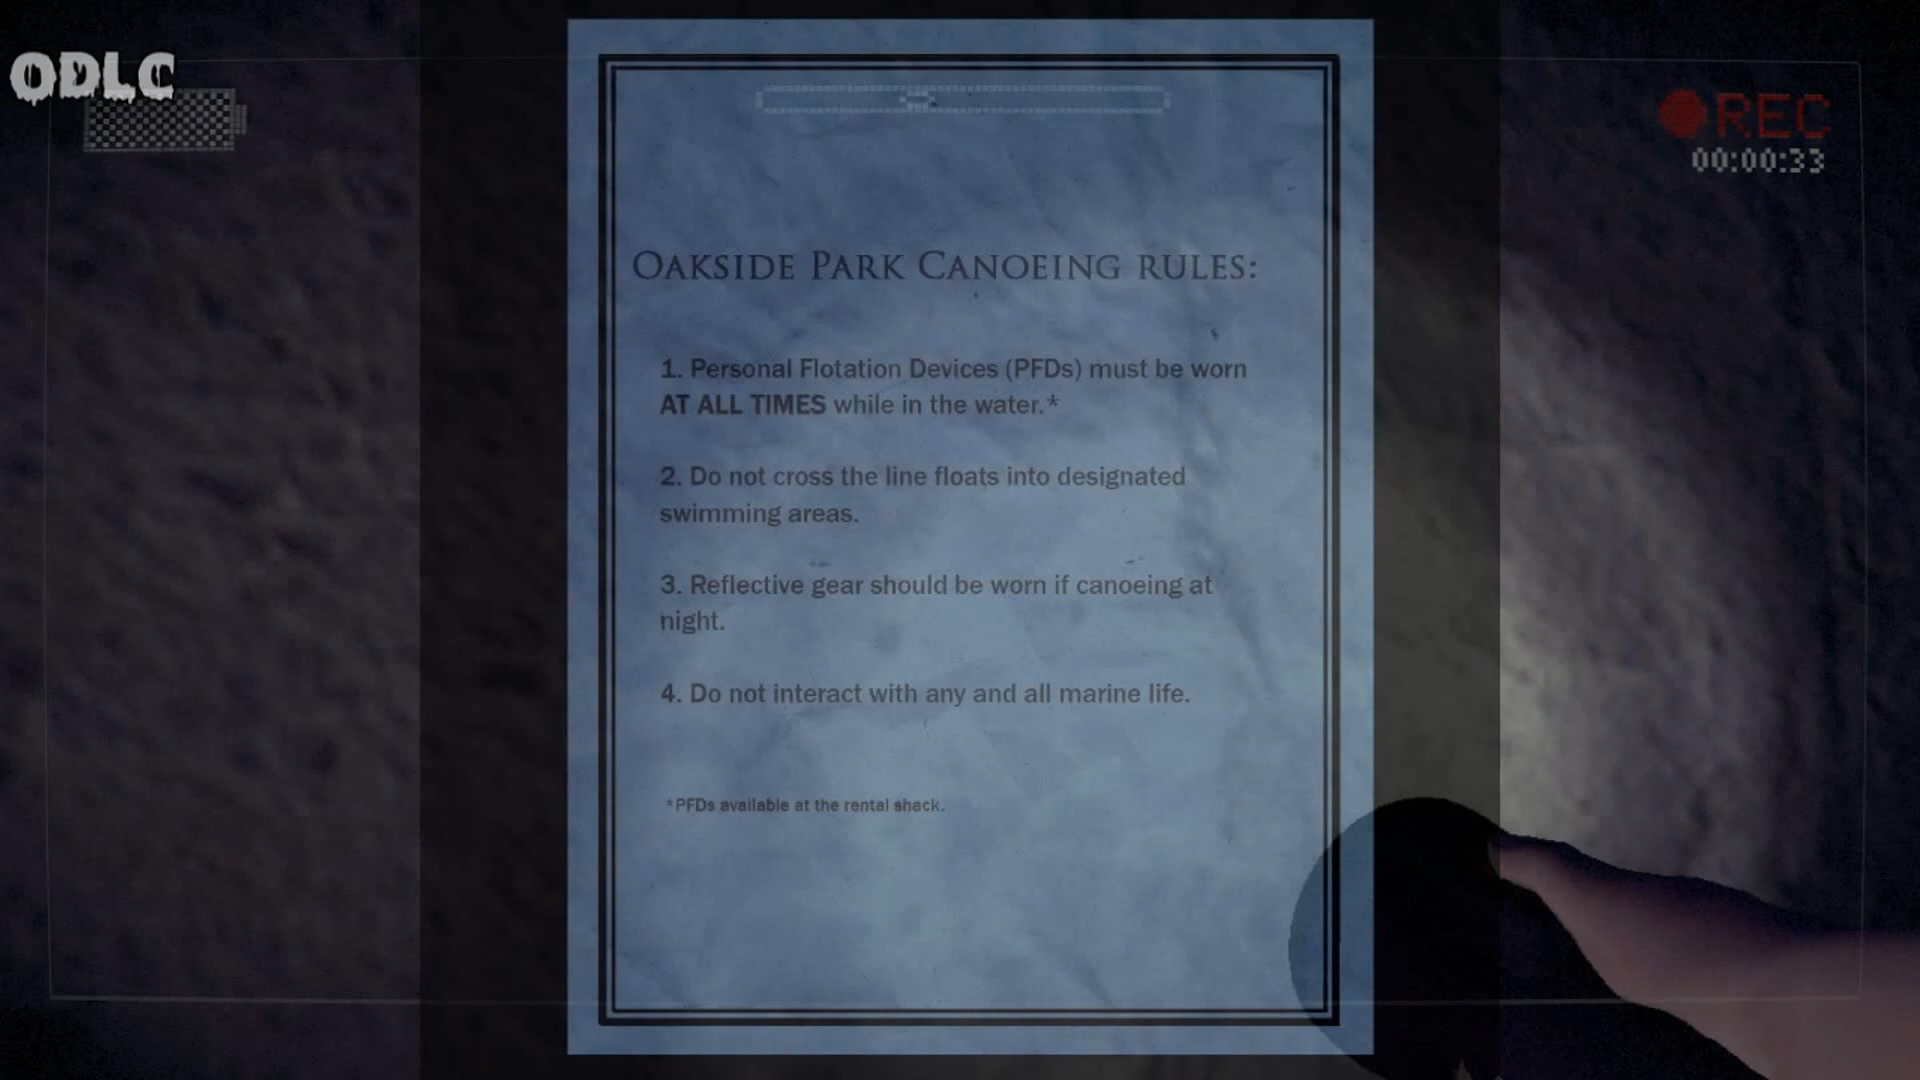 ODLC
REC
00:00:33
OAKSIDE PARK CANOEING RULES:
1. Personal Flotation Devices (PFDs) must be worn
AT ALL TIMES while in the water.*
2. Do not cross the line floats into designated
swimming areas.
3. Reflective gear should be worn if canoeing at
night.
4. Do not interact with any and all marine life.
*PFDs available at the rental shack.